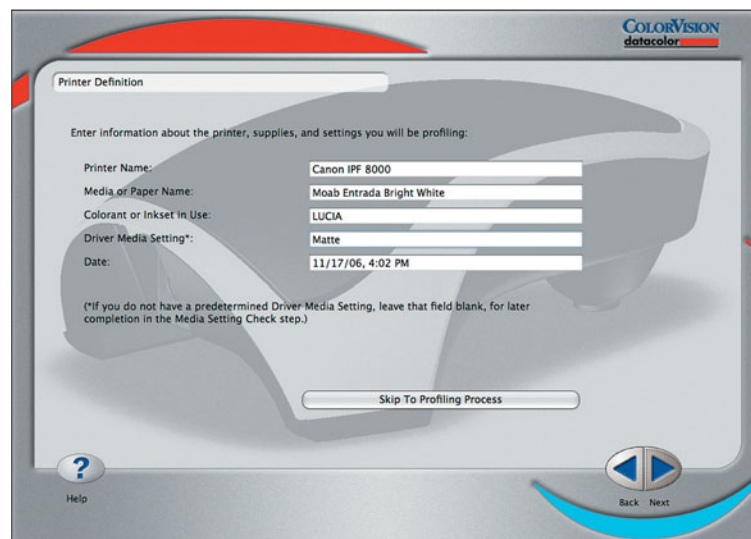 COLORVISION
datacolor
Printer Definition
Enter information about the printer, supplies, and settings you will be profiling:
Printer Name: Canon IPF 8000
Media or Paper Name: Moab Entrada Bright White
Colorant or Inkset in Use: LUCIA
Driver Media Setting*: Matte
Date: 11/17/06, 4:02 PM
(*If you do not have a predetermined Driver Media Setting, leave that field blank, for later
completion in the Media Setting Check step.)
Skip To Profiling Process
?
Help
Back Next